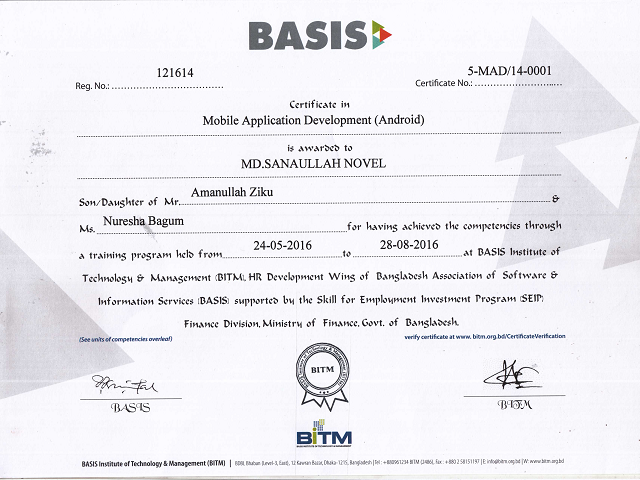 BASIS
121614 5-MAD/14-0001
Reg. No.: Certificate No.:
Certificate in
Mobile Application Development (Android)
is awarded to
MD.SANAULLAH NOVEL
Son/Daughter of Mr. Amanullah Ziku &
Ms. Nuresha Bagum for having achieved the competencies through
a training program held from 24-05-2016 to 28-08-2016 at BASIS Institute of
Technology & Management (BITM), HR Development Wing of Bangladesh Association of Software &
Information Services (BASIS) supported by the Skill for Employment Investment Program (SEIP)
Finance Division, Ministry of Finance, Govt. of Bangladesh.
(See units of competencies overleaf) verify certificate at www.bitm.org.bd/CertificateVerification
BITM
BASIS BITM
BITM
BASIS Institute of Technology & Management (BITM) | BDBL Bhaban (Level-3, East), 12 Kawran Bazar, Dhaka-1215, Bangladesh | Tel : +8809612342486 BITM (2486), Fax : +880 2 58151197 | E: info@bitm.org.bd | W: www.bitm.org.bd